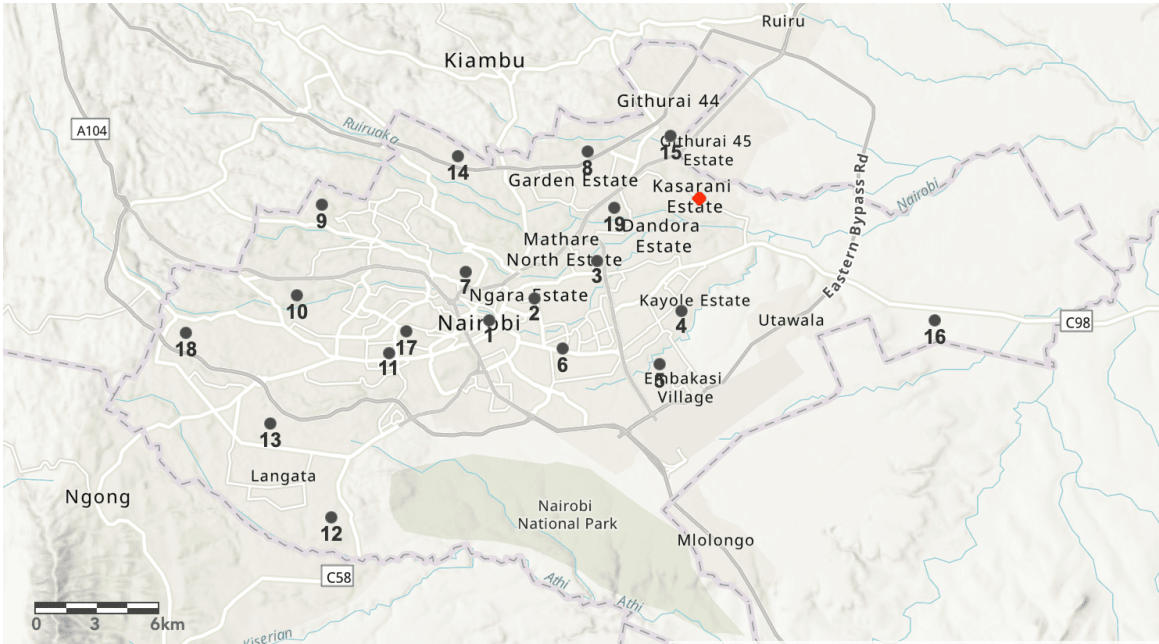 Ruiru
Kiambu
Githurai 44
A104
Ruiruaka
Githurai 45
Estate
15
8
14
Garden Estate
Kasarani
Estate
Nairobi
9
19
Dandora
Estate
Eastern Bypass Rd
Mathare
North Estate
3
7
Ngara Estate
10
2
Kayole Estate
4
Nairobi
1
Utawala
C98
16
18
17
11
6
5
Embakasi
Village
13
Langata
Ngong
Nairobi
National Park
12
Mlolongo
C58
Athi
Athi
0 3 6km
Kiserian